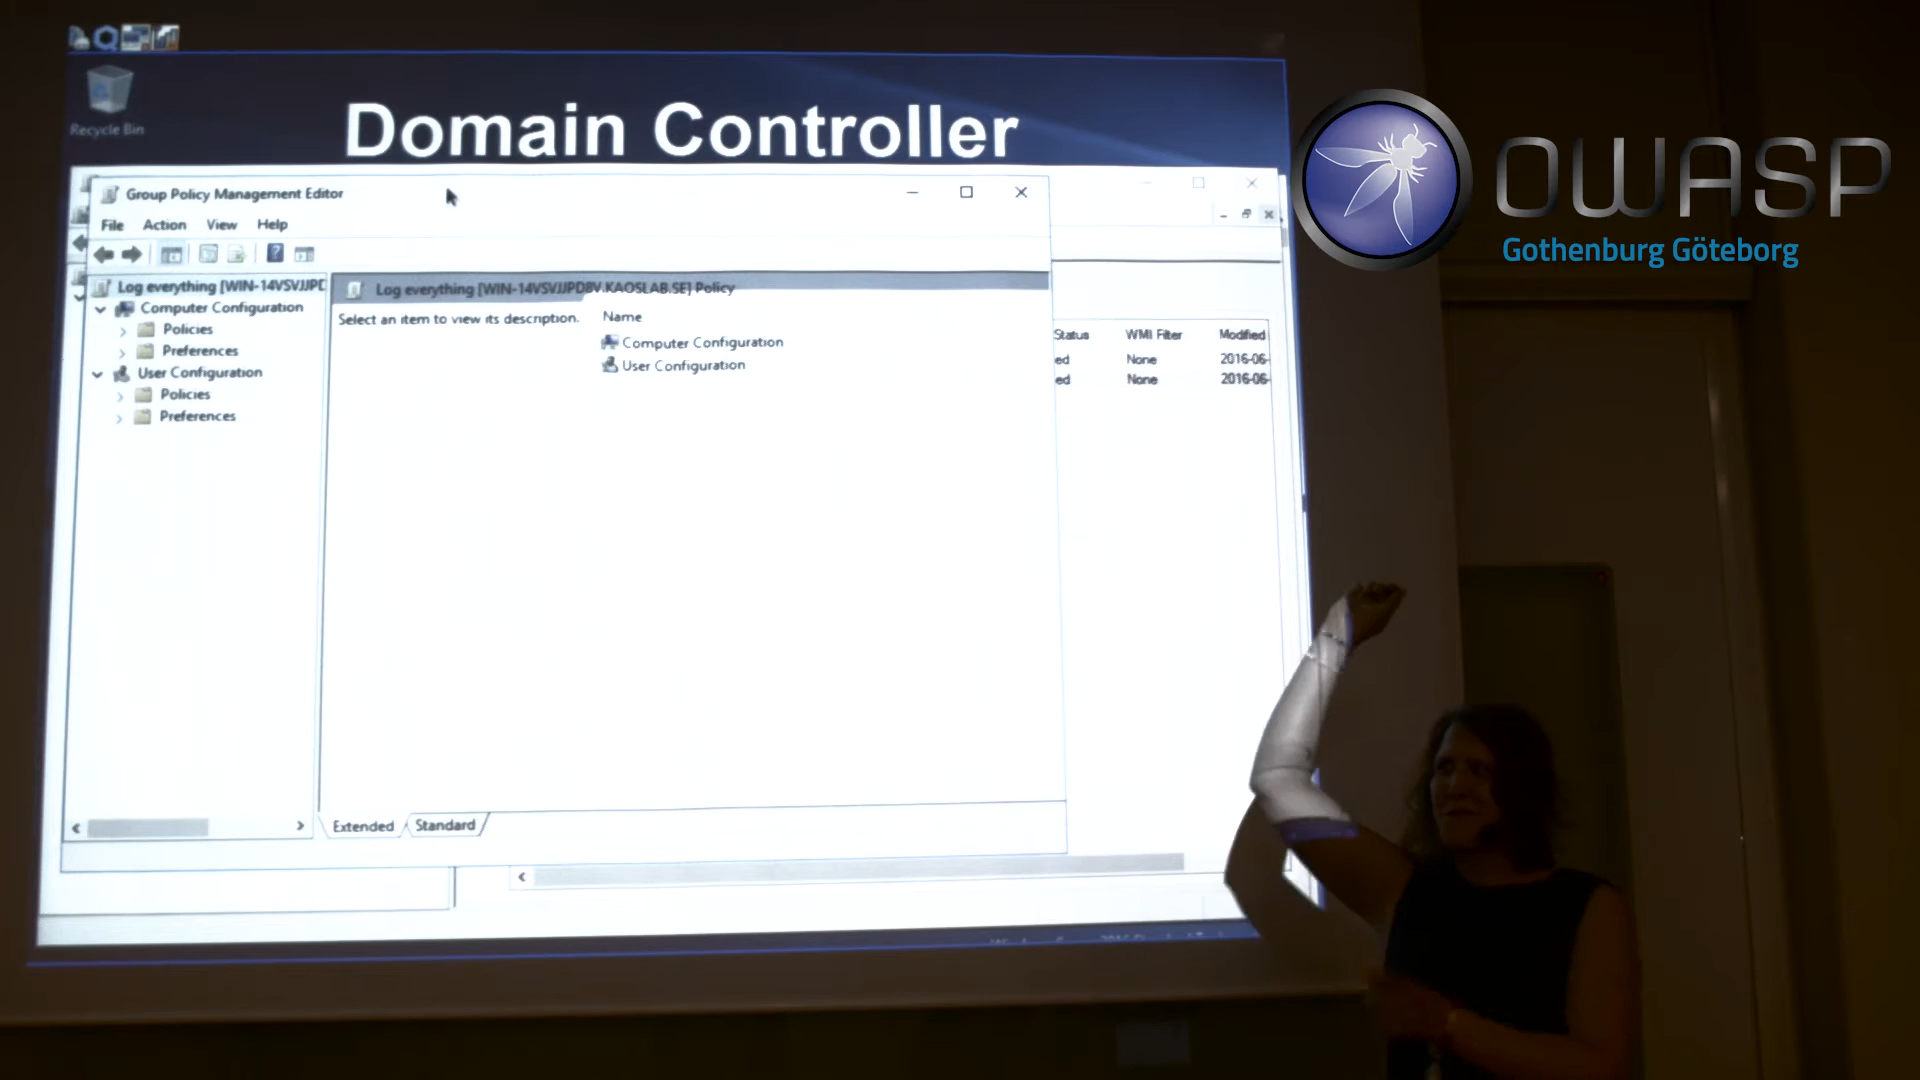 Recycle Bin
Domain Controller
OWASP
Gothenburg Göteborg
Group Policy Management Editor
File Action View Help
Log everything [WIN-14VSVJJPD
Computer Configuration
Policies
Preferences
User Configuration
Policies
Preferences
Log everything [WIN-14VSVJJPD8V.KAOSLAB.SE] Policy
Select an item to view its description.
Name
Computer Configuration
User Configuration
Status WMI Filter Modified
ed None 2016-06-
ed None 2016-06-
Extended Standard